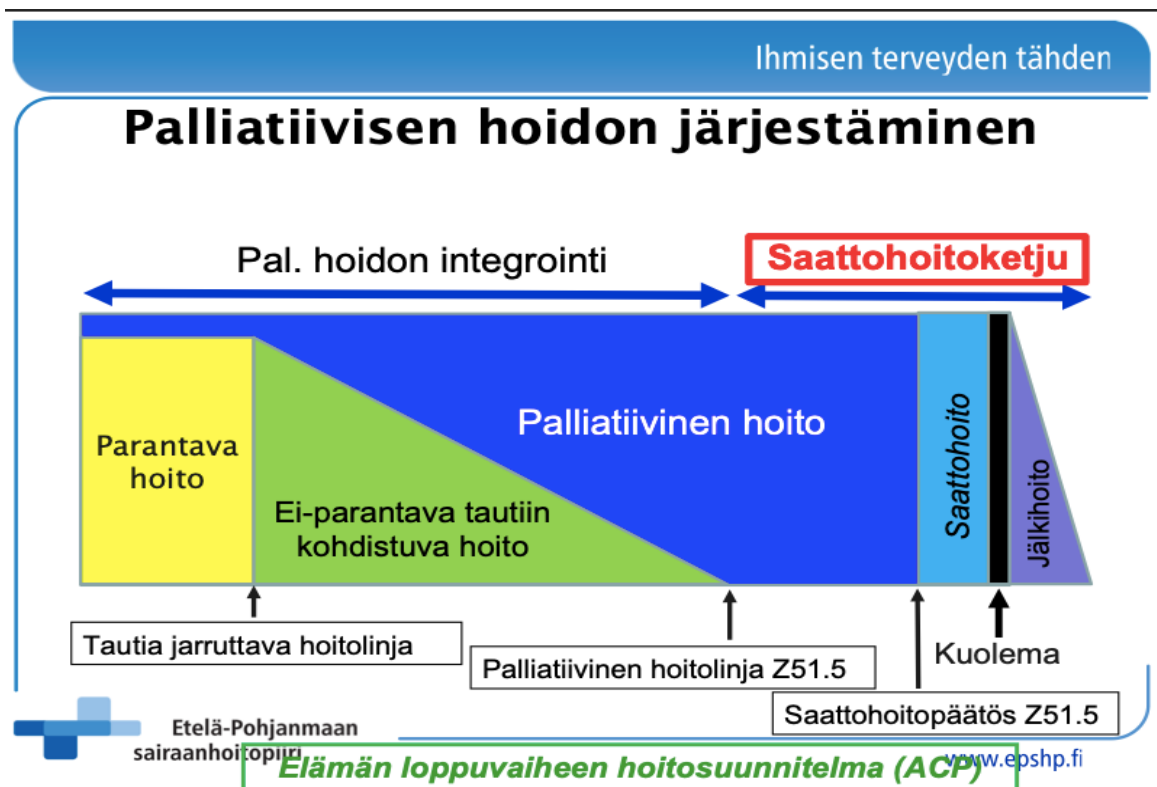 Ihmisen terveyden tähden
Palliatiivisen hoidon järjestäminen
Pal. hoidon integrointi
Saattohoitoketju
Parantava
hoito
Ei-parantava tautiin
kohdistuva hoito
Palliatiivinen hoito
Saattohoito
Jälkihoito
Tautia jarruttava hoitolinja
Palliatiivinen hoitolinja Z51.5
Kuolema
Saattohoitopäätös Z51.5
Etelä-Pohjanmaan
sairaanhoitopiiri
Elämän loppuvaiheen hoitosuunnitelma (ACP)
www.epshp.fi